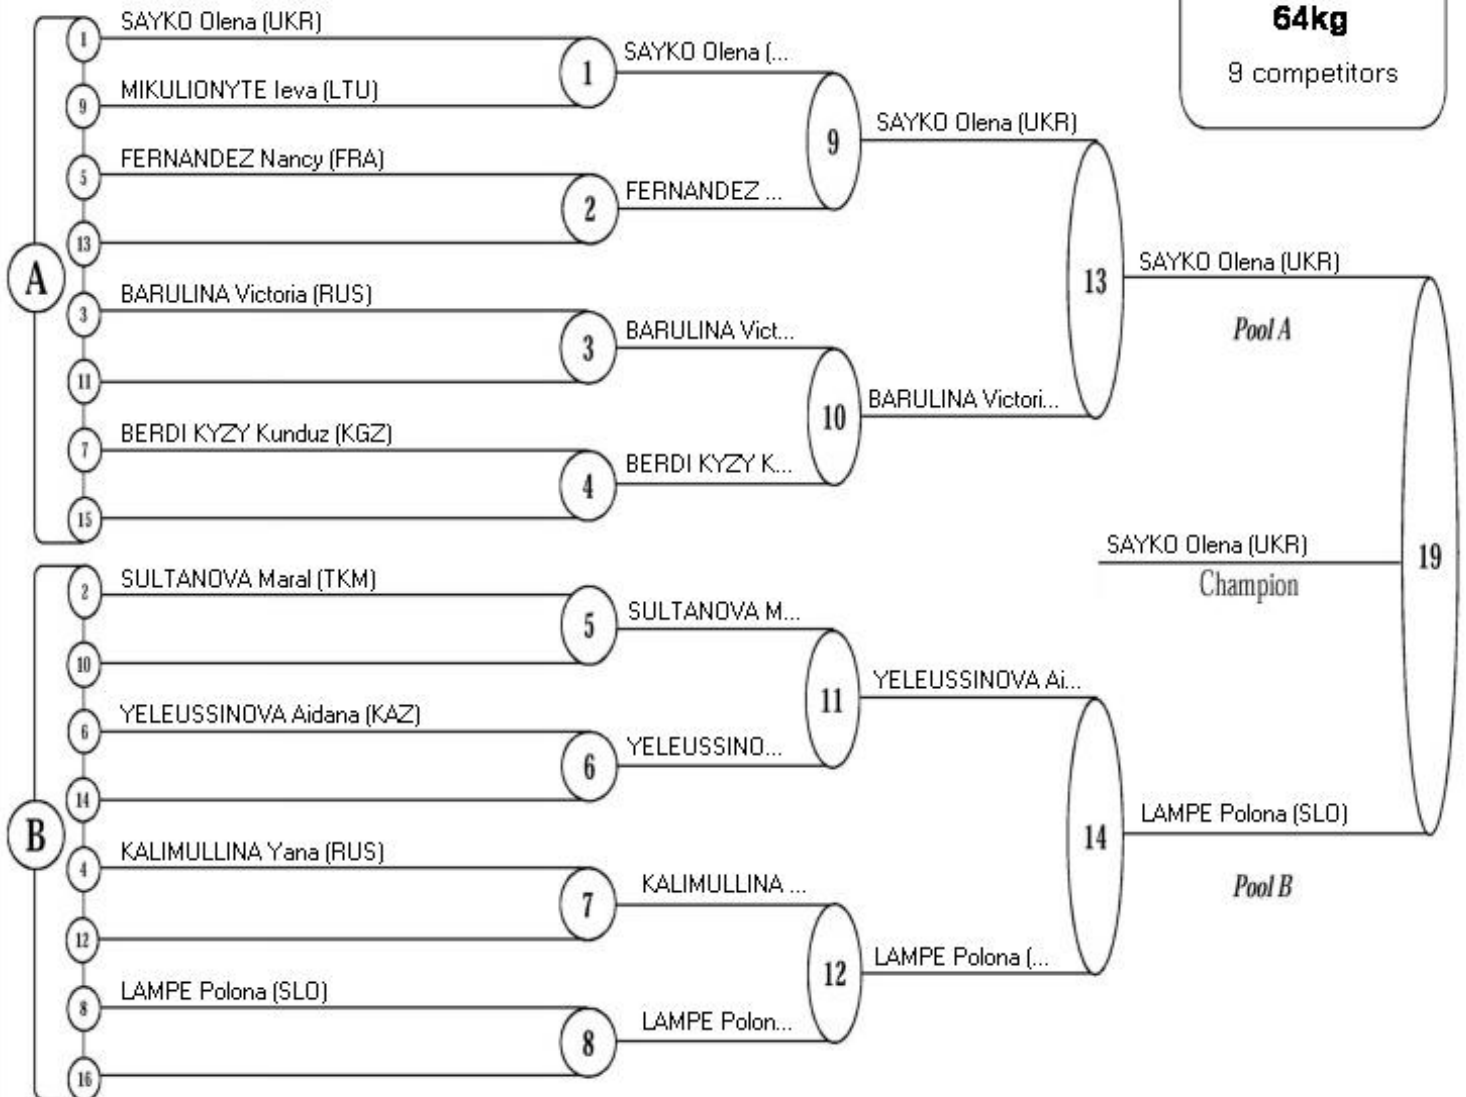 64kg
9 competitors
A
1
SAYKO Olena (UKR)
9
MIKULIONYTE Ieva (LTU)
5
FERNANDEZ Nancy (FRA)
13
3
BARULINA Victoria (RUS)
11
7
BERDI KYZY Kunduz (KGZ)
15
1
2
3
4
SAYKO Olena (...
FERNANDEZ ...
BARULINA Vict...
BERDI KYZY K...
9
10
SAYKO Olena (UKR)
BARULINA Victori...
13
SAYKO Olena (UKR)
Pool A
B
2
SULTANOVA Maral (TKM)
10
6
YELEUSSINOVA Aidana (KAZ)
14
4
KALIMULLINA Yana (RUS)
12
8
LAMPE Polona (SLO)
16
5
6
7
8
SULTANOVA M...
YELEUSSINO...
KALIMULLINA ...
LAMPE Polon...
11
12
YELEUSSINOVA Ai...
LAMPE Polona (...
14
LAMPE Polona (SLO)
Pool B
19
SAYKO Olena (UKR)
Champion